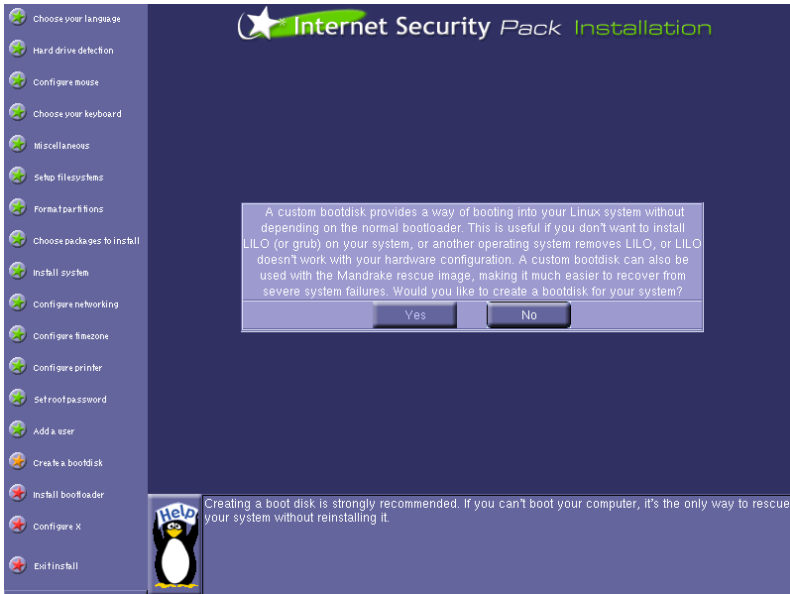 Internet Security Pack Installation
Choose your language
Hard drive detection
Configure mouse
Choose your keyboard
Miscellaneous
Setup filesystems
Format partitions
Choose packages to install
Install system
Configure networking
Configure timezone
Configure printer
Set root password
Add a user
Create a bootdisk
Install bootloader
Configure X
Exit install
A custom bootdisk provides a way of booting into your Linux system without
depending on the normal bootloader. This is useful if you don't want to install
LILO (or grub) on your system, or another operating system removes LILO, or LILO
doesn't work with your hardware configuration. A custom bootdisk can also be
used with the Mandrake rescue image, making it much easier to recover from
severe system failures. Would you like to create a bootdisk for your system?
Yes
No
Help
Creating a boot disk is strongly recommended. If you can't boot your computer, it's the only way to rescue
your system without reinstalling it.